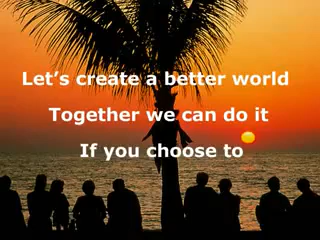 Let’s create a better world
Together we can do it
If you choose to